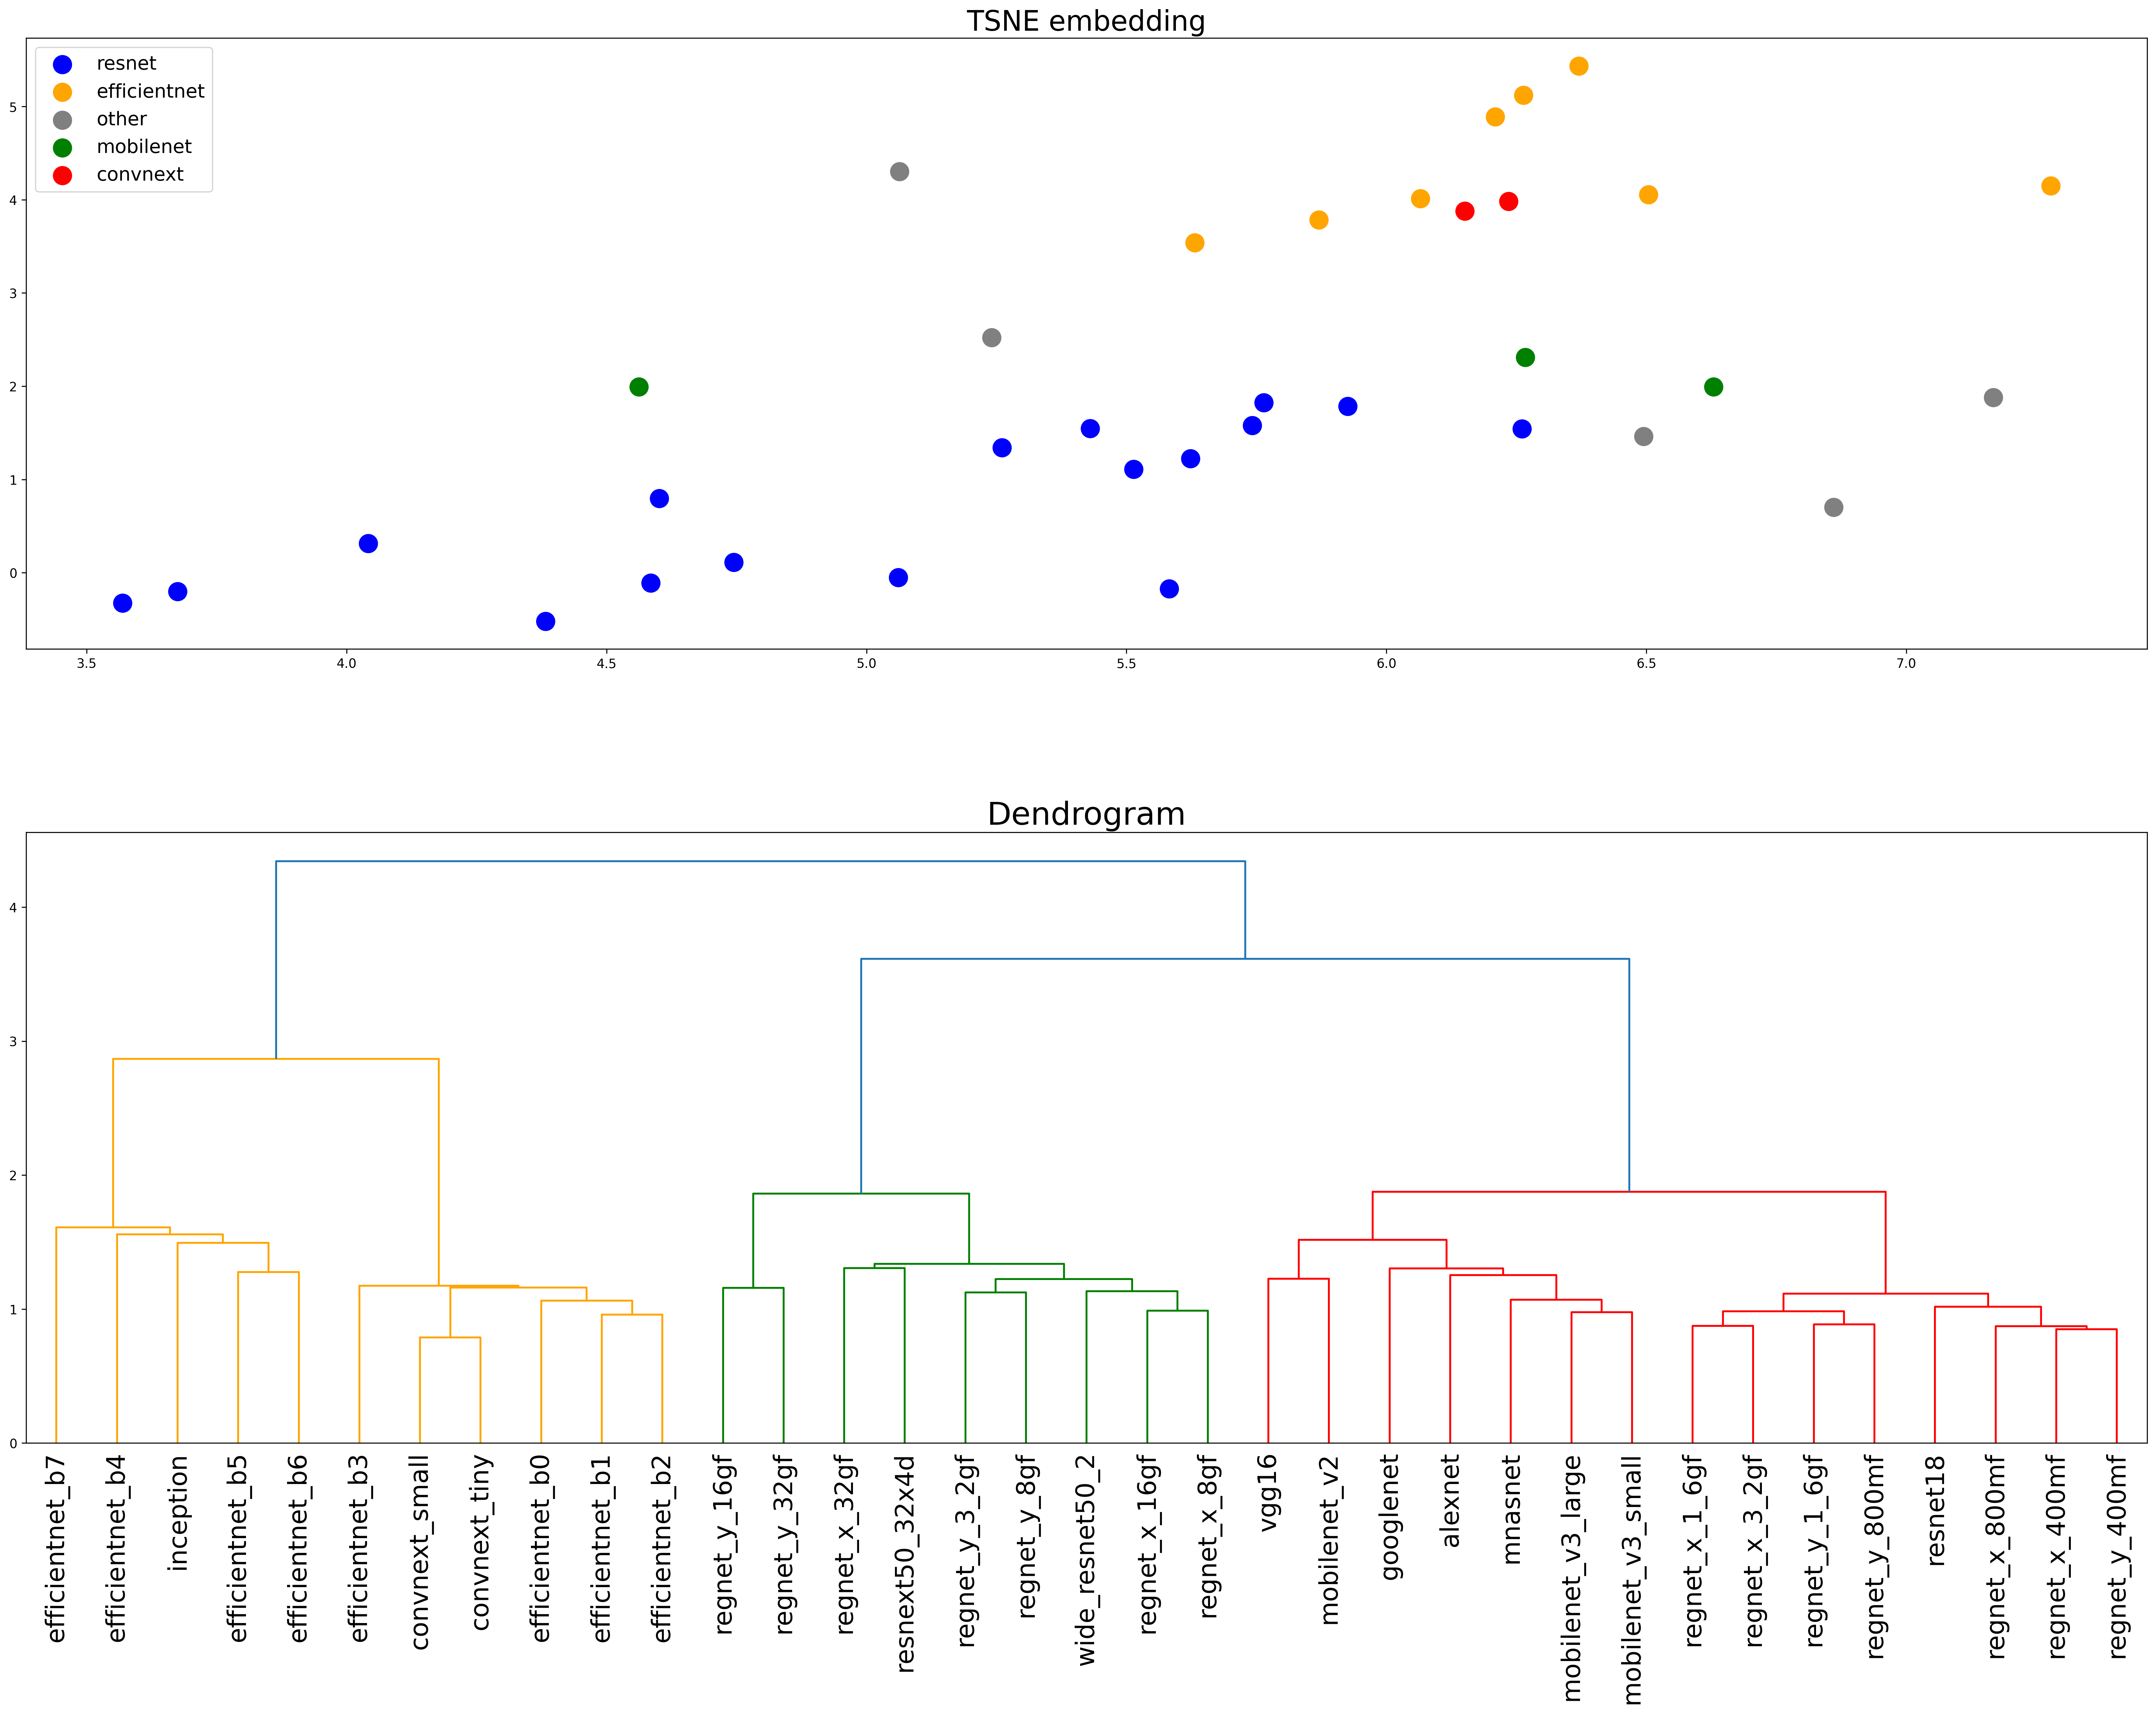 TSNE embedding
resnet
efficientnet
other
mobilenet
convnext
5
4
3
2
1
0
3.5 4.0 4.5 5.0 5.5 6.0 6.5 7.0
Dendrogram
4
3
2
1
0
efficientnet_b7
efficientnet_b4
inception
efficientnet_b5
efficientnet_b6
efficientnet_b3
convnext_small
convnext_tiny
efficientnet_b0
efficientnet_b1
efficientnet_b2
regnet_y_16gf
regnet_y_32gf
regnet_x_32gf
resnext50_32x4d
regnet_y_3_2gf
regnet_y_8gf
wide_resnet50_2
regnet_x_16gf
regnet_x_8gf
vgg16
mobilenet_v2
googlenet
alexnet
mnasnet
mobilenet_v3_large
mobilenet_v3_small
regnet_x_1_6gf
regnet_x_3_2gf
regnet_y_1_6gf
regnet_y_800mf
resnet18
regnet_x_800mf
regnet_x_400mf
regnet_y_400mf